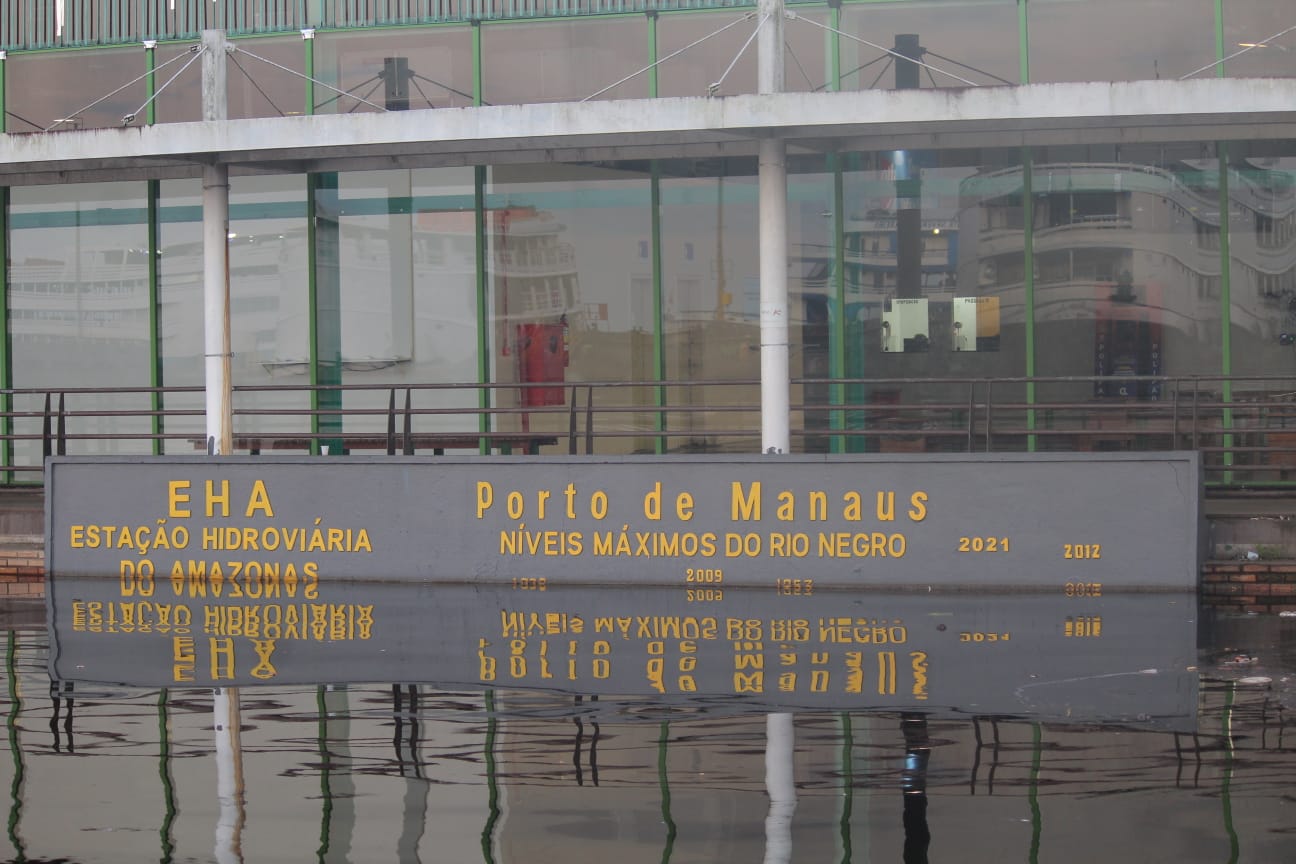 EHA
ESTAÇÃO HIDROVIÁRIA
DO AMAZONAS
Porto de Manaus
NÍVEIS MÁXIMOS DO RIO NEGRO
2021
2012
2009
1953